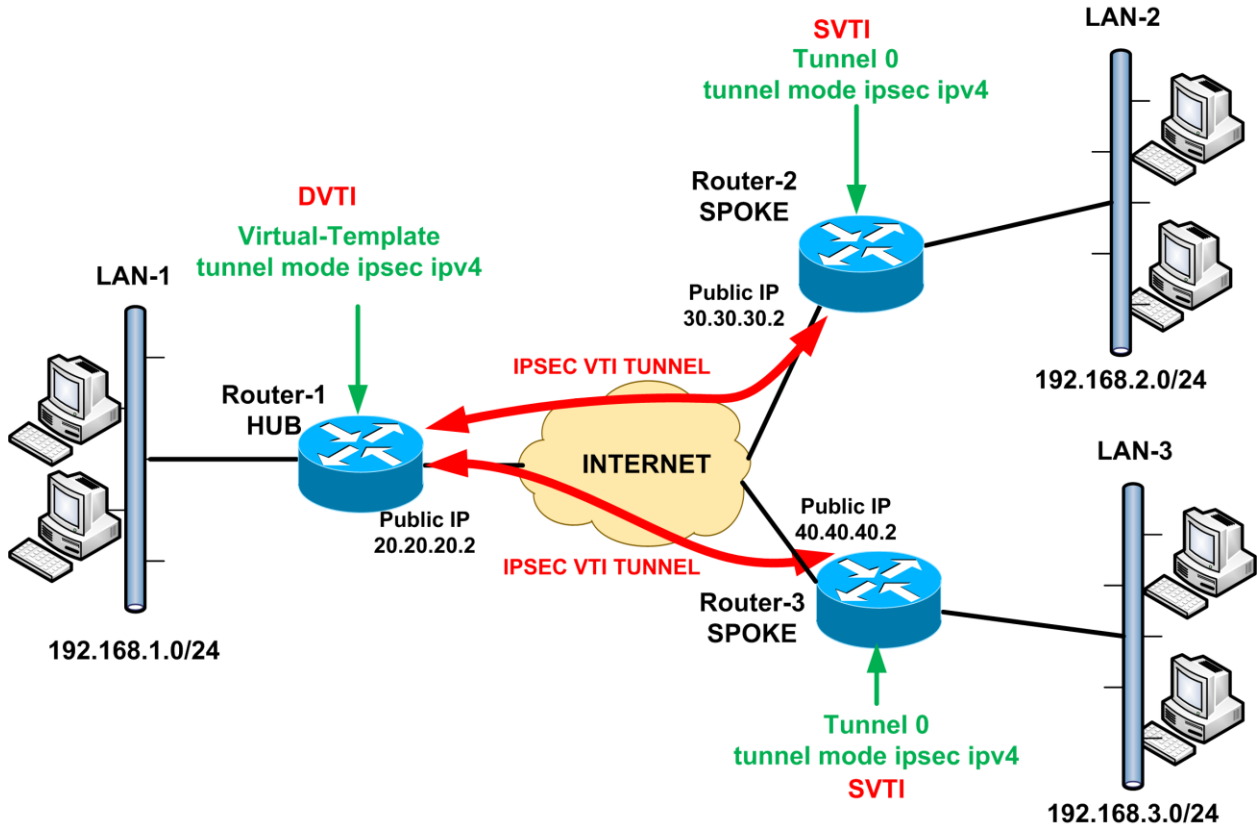 SVTI
Tunnel 0
tunnel mode ipsec ipv4
LAN-2
DVTI
Virtual-Template
tunnel mode ipsec ipv4
LAN-1
Router-2
SPOKE
Public IP
30.30.30.2
IPSEC VTI TUNNEL
192.168.2.0/24
Router-1
HUB
INTERNET
LAN-3
Public IP
20.20.20.2
Public IP
40.40.40.2
IPSEC VTI TUNNEL
Router-3
SPOKE
192.168.1.0/24
Tunnel 0
tunnel mode ipsec ipv4
SVTI
192.168.3.0/24